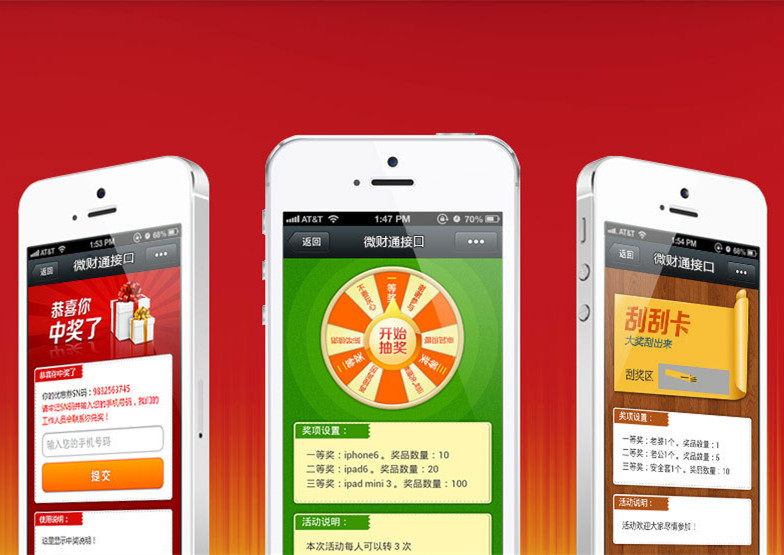 AT&T 1:53 PM 68%
返回
微财通接口
恭喜你
中奖了
恭喜你中奖了
你的优惠券SN码：9832563745
请牢记SN码并输入您的手机号码，我们的
工作人员会联系你兑奖！
输入您的手机号码
提交
使用说明：
这里显示中奖说明！
AT&T 1:47 PM 70%
返回
微财通接口
一等奖
开始
抽奖
二等奖
三等奖
奖项设置：
一等奖：iphone6 。奖品数量：10
二等奖：ipad6 。奖品数量：20
三等奖：ipad mini 3 。奖品数量：100
活动说明：
本次活动每人可以转 3 次
AT&T 1:54 PM 68%
返回
微财通接口
刮刮卡
大奖刮出来
刮奖区
奖项设置：
一等奖：老婆1个 。奖品数量：1
二等奖：老公1个 。奖品数量：5
三等奖：安全套1个 。奖品数量：10
活动说明：
活动欢迎大家尽情参加！